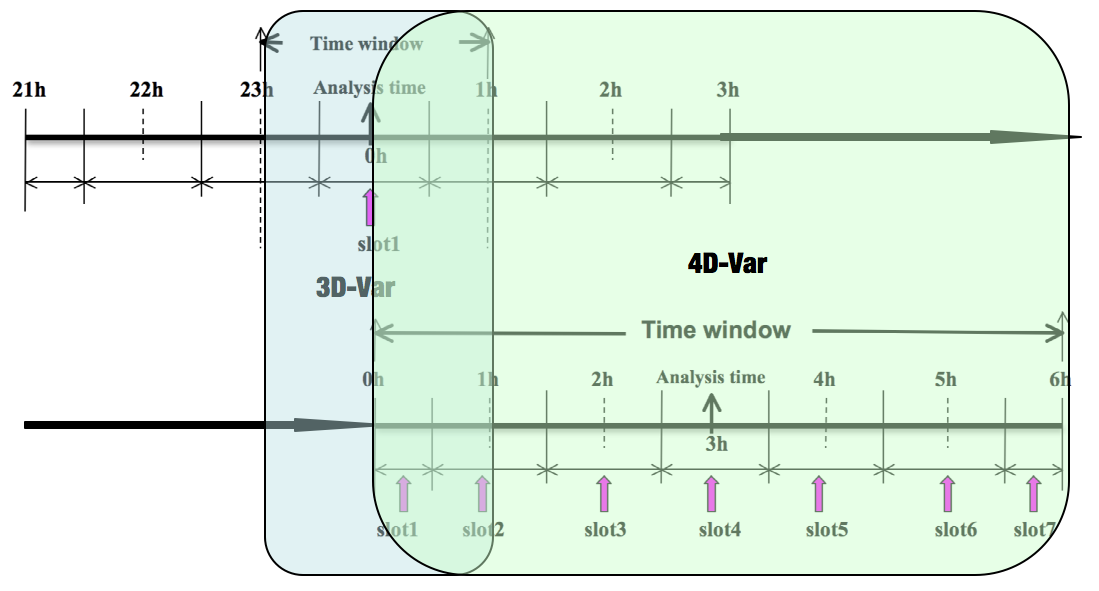 Time window
21h 22h 23h Analysis time 1h 2h 3h
0h
slot1
4D-Var
3D-Var
Time window
0h 1h 2h Analysis time 4h 5h 6h
3h
slot1 slot2 slot3 slot4 slot5 slot6 slot7